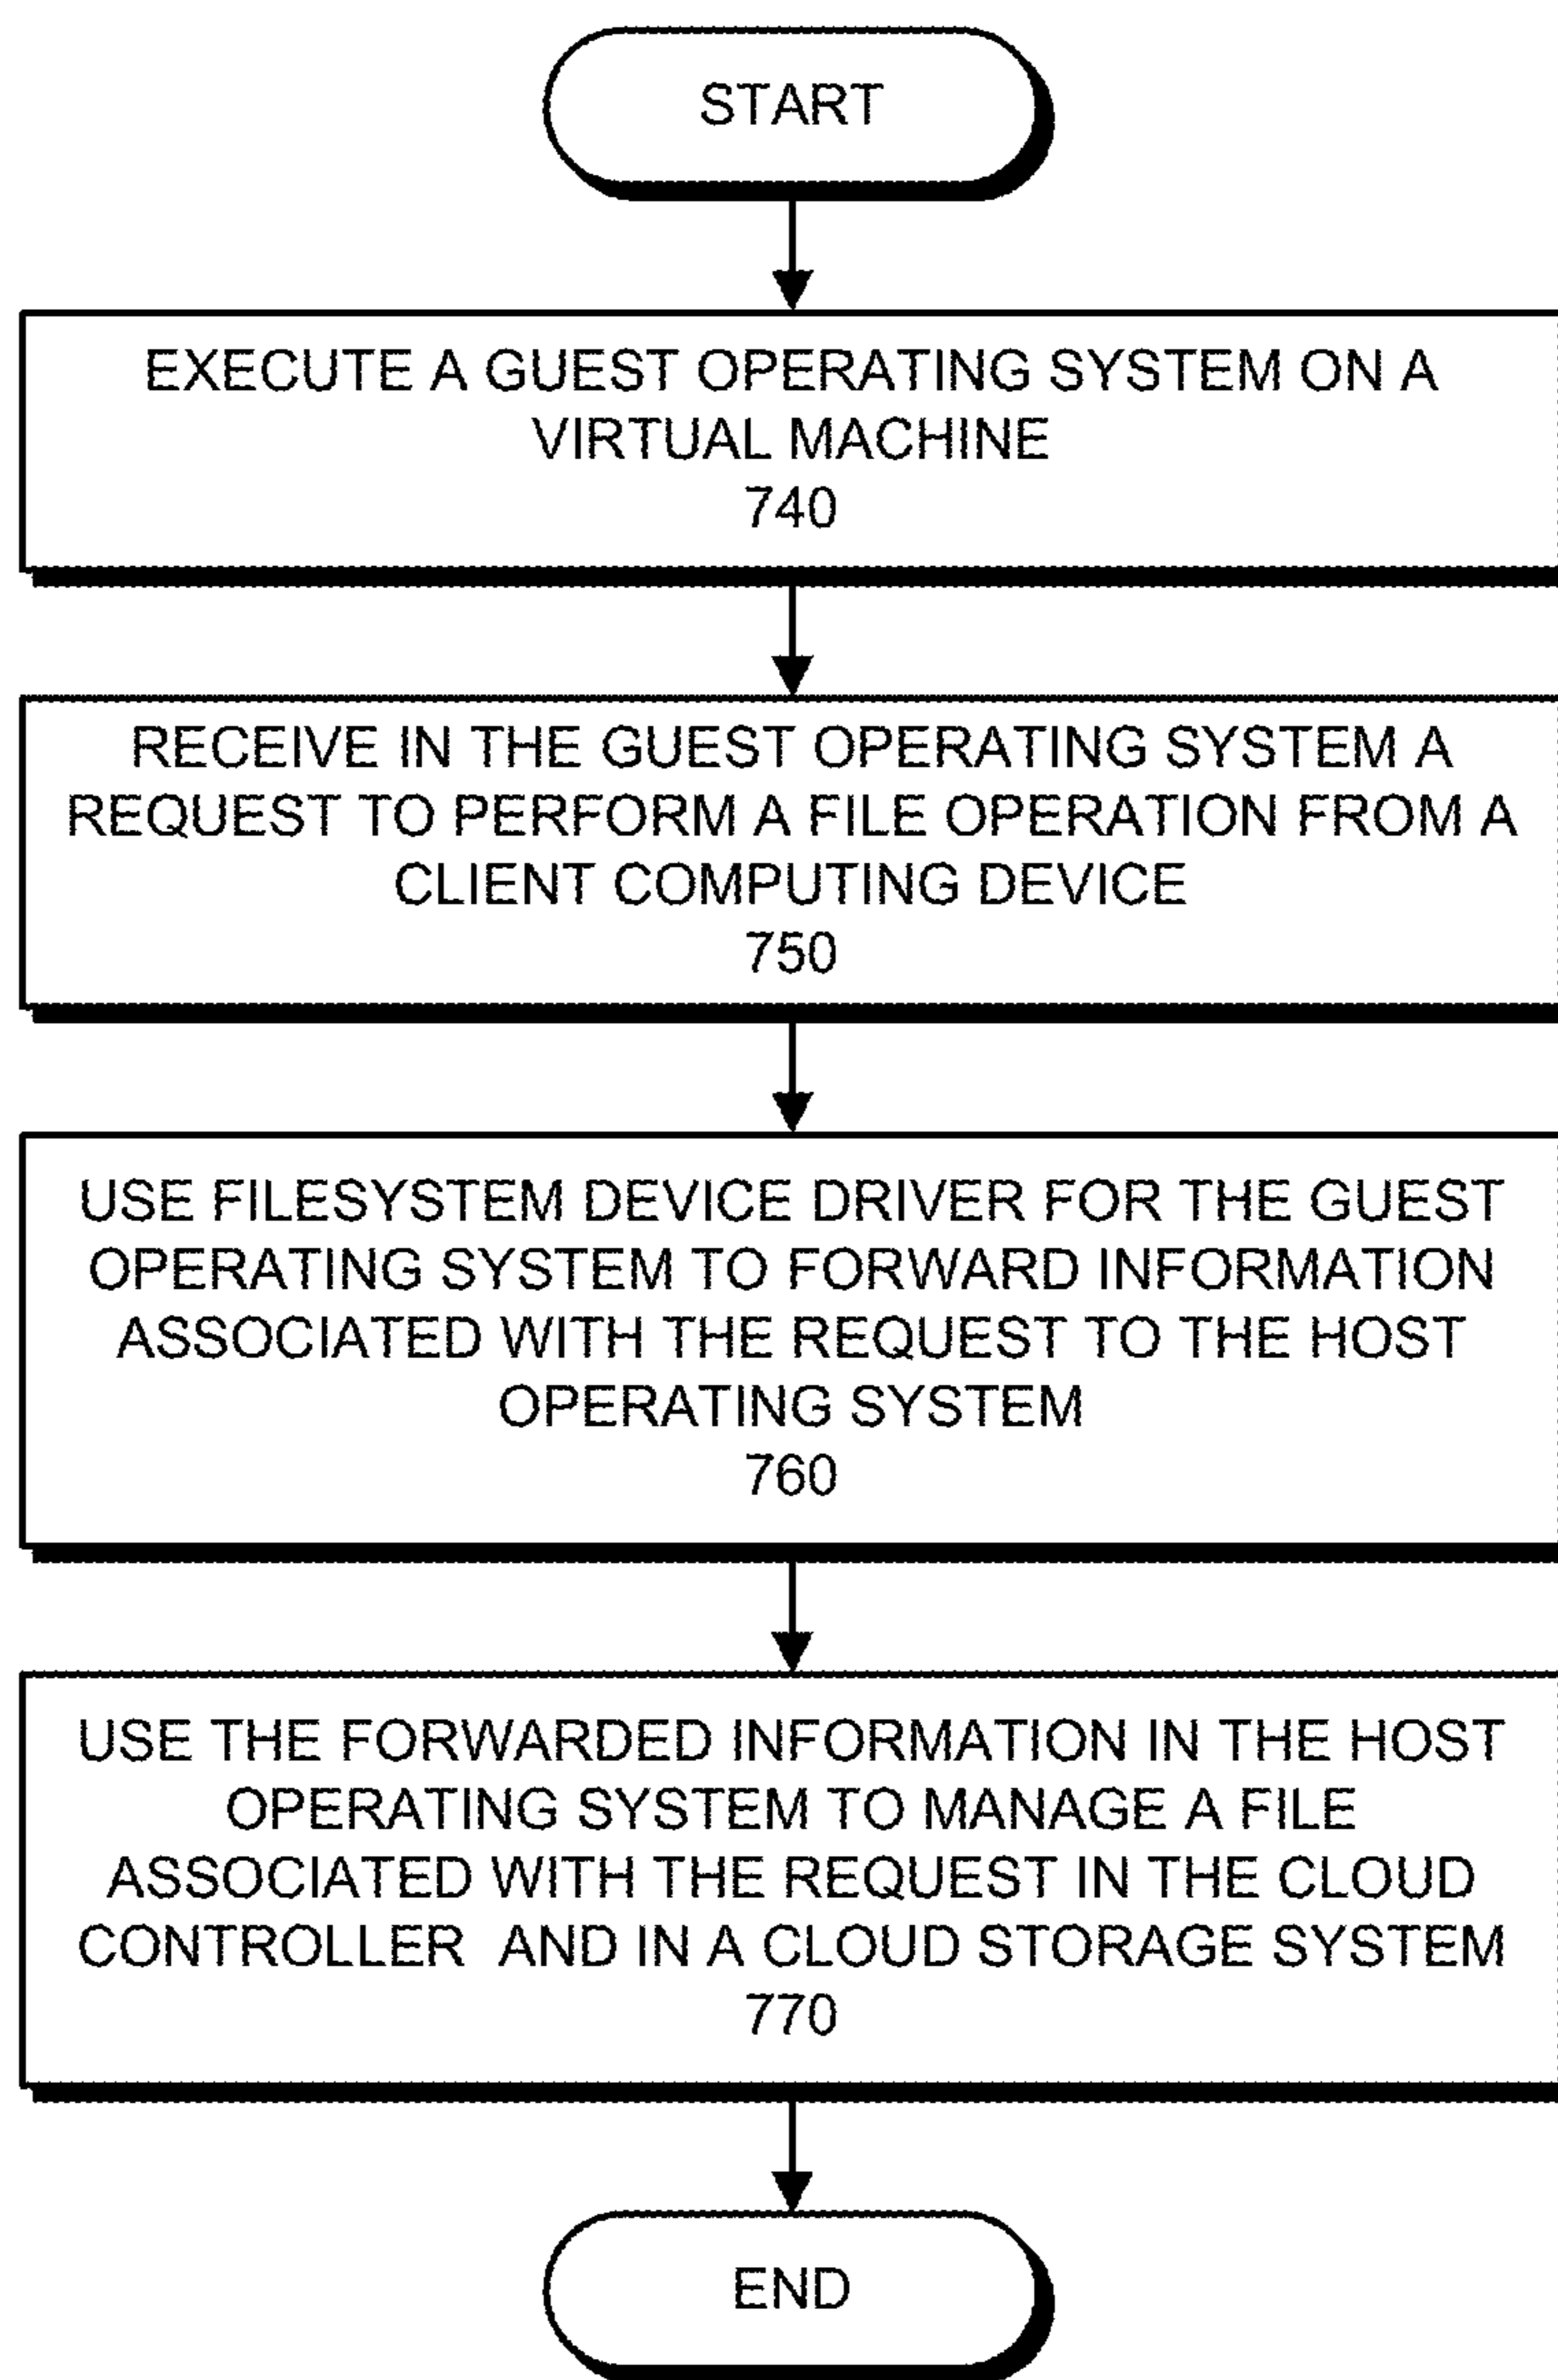 START
EXECUTE A GUEST OPERATING SYSTEM ON A
VIRTUAL MACHINE
740
RECEIVE IN THE GUEST OPERATING SYSTEM A
REQUEST TO PERFORM A FILE OPERATION FROM A
CLIENT COMPUTING DEVICE
750
USE FILESYSTEM DEVICE DRIVER FOR THE GUEST
OPERATING SYSTEM TO FORWARD INFORMATION
ASSOCIATED WITH THE REQUEST TO THE HOST
OPERATING SYSTEM
760
USE THE FORWARDED INFORMATION IN THE HOST
OPERATING SYSTEM TO MANAGE A FILE
ASSOCIATED WITH THE REQUEST IN THE CLOUD
CONTROLLER  AND IN A CLOUD STORAGE SYSTEM
770
END